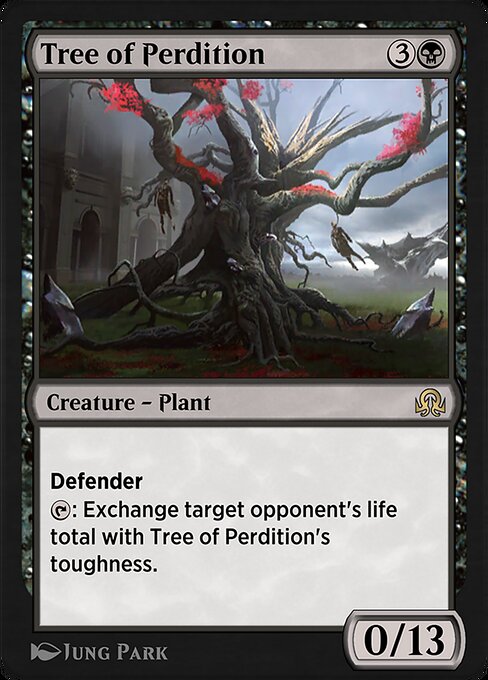 Tree of Perdition 3
Creature – Plant
Defender
: Exchange target opponent's life
total with Tree of Perdition's
toughness.
0/13
Jung Park